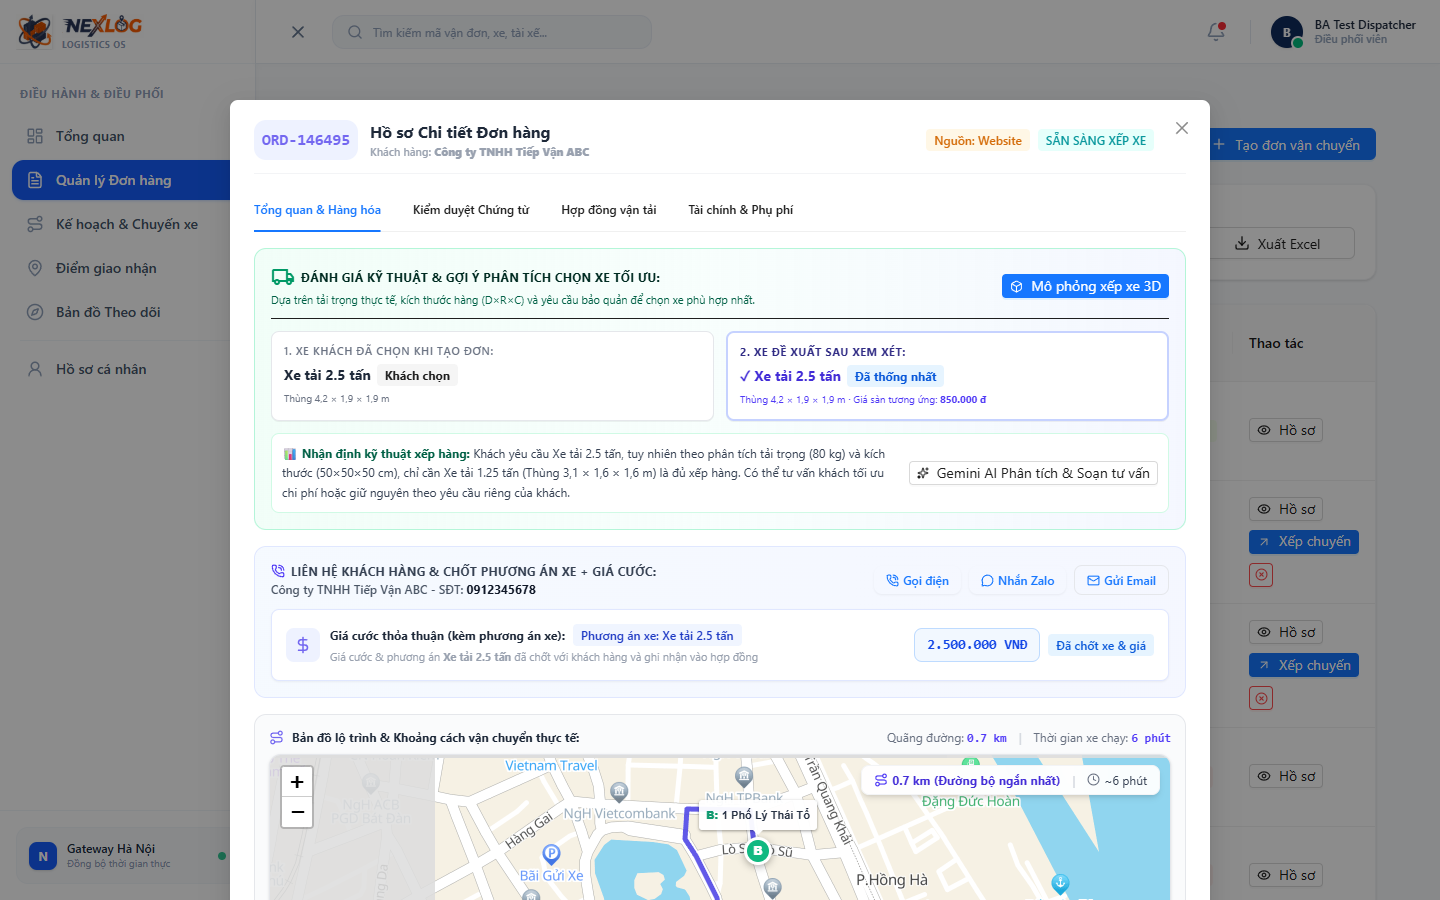 NEXLOG
LOGISTICS OS
Tìm kiếm mã vận đơn, xe, tài xế...
B
BA Test Dispatcher
Điều phối viên
ĐIỀU HÀNH & ĐIỀU PHỐI
Tổng quan
Quản lý Đơn hàng
Kế hoạch & Chuyến xe
Điểm giao nhận
Bản đồ Theo dõi
Hồ sơ cá nhân
N
Gateway Hà Nội
Đồng bộ thời gian thực
Tạo đơn vận chuyển
Xuất Excel
Thao tác
Hồ sơ
Hồ sơ
Xếp chuyến
Hồ sơ
Xếp chuyến
Hồ sơ
Hồ sơ
ORD-146495
Hồ sơ Chi tiết Đơn hàng
Khách hàng: Công ty TNHH Tiếp Vận ABC
Nguồn: Website
SẴN SÀNG XẾP XE
Tổng quan & Hàng hóa
Kiểm duyệt Chứng từ
Hợp đồng vận tải
Tài chính & Phụ phí
ĐÁNH GIÁ KỸ THUẬT & GỢI Ý PHÂN TÍCH CHỌN XE TỐI ƯU:
Dựa trên tải trọng thực tế, kích thước hàng (D×R×C) và yêu cầu bảo quản để chọn xe phù hợp nhất.
Mô phỏng xếp xe 3D
1. XE KHÁCH ĐÃ CHỌN KHI TẠO ĐƠN:
Xe tải 2.5 tấn Khách chọn
Thùng 4,2 × 1,9 × 1,9 m
2. XE ĐỀ XUẤT SAU XEM XÉT:
✓ Xe tải 2.5 tấn Đã thống nhất
Thùng 4,2 × 1,9 × 1,9 m · Giá sàn tương ứng: 850.000 đ
Nhận định kỹ thuật xếp hàng: Khách yêu cầu Xe tải 2.5 tấn, tuy nhiên theo phân tích tải trọng (80 kg) và kích
thước (50×50×50 cm), chỉ cần Xe tải 1.25 tấn (Thùng 3,1 × 1,6 × 1,6 m) là đủ xếp hàng. Có thể tư vấn khách tối ưu
chi phí hoặc giữ nguyên theo yêu cầu riêng của khách.
Gemini AI Phân tích & Soạn tư vấn
LIÊN HỆ KHÁCH HÀNG & CHỐT PHƯƠNG ÁN XE + GIÁ CƯỚC:
Công ty TNHH Tiếp Vận ABC - SĐT: 0912345678
Gọi điện
Nhắn Zalo
Gửi Email
Giá cước thỏa thuận (kèm phương án xe): Phương án xe: Xe tải 2.5 tấn
Giá cước & phương án Xe tải 2.5 tấn đã chốt với khách hàng và ghi nhận vào hợp đồng
2.500.000 VNĐ
Đã chốt xe & giá
Bản đồ lộ trình & Khoảng cách vận chuyển thực tế:
Quãng đường: 0.7 km | Thời gian xe chạy: 6 phút
+
−
0.7 km (Đường bộ ngắn nhất) | ~6 phút
Vietnam Travel
NgH ACB
PGD Bát Đàn
NgH Vietcombank
NgH TPBank
Trần Quang Khải
Đặng Đức Hoàn
B: 1 Phố Lý Thái Tổ
B
Hàng Gai
P
Bãi Gửi Xe
P.Hồng Hà